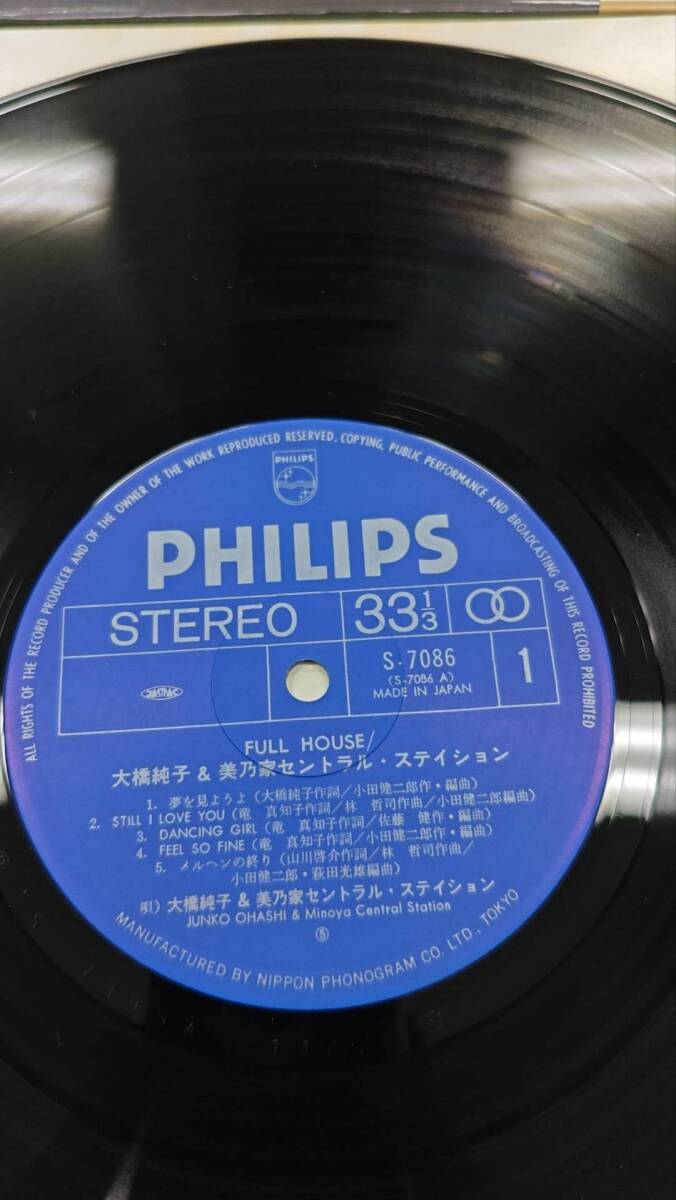 ALL RIGHTS OF THE RECORD PRODUCER AND OF THE OWNER OF THE WORK REPRODUCED RESERVED. COPYING, PUBLIC PERFORMANCE AND BROADCASTING OF THIS RECORD PROHIBITED
PHILIPS
PHILIPS
STEREO 33 1/3
JASRAC S-7086 1
(S-7086 A)
MADE IN JAPAN
FULL HOUSE/
大橋純子 & 美乃家セントラル・ステイション
1. 夢を見ようよ (大橋純子作詞/小田健二郎作・編曲)
2. STILL I LOVE YOU (竜 真知子作詞/林 哲司作曲/小田健二郎編曲)
3. DANCING GIRL (竜 真知子作詞/佐藤 健作・編曲)
4. FEEL SO FINE (竜 真知子作詞/小田健二郎作・編曲)
5. メルヘンの終り (山川啓介作詞/林 哲司作曲/
小田健二郎・萩田光雄編曲)
唄) 大橋純子 & 美乃家セントラル・ステイション
JUNKO OHASHI & Minoya Central Station
MANUFACTURED BY NIPPON PHONOGRAM CO. LTD., TOKYO